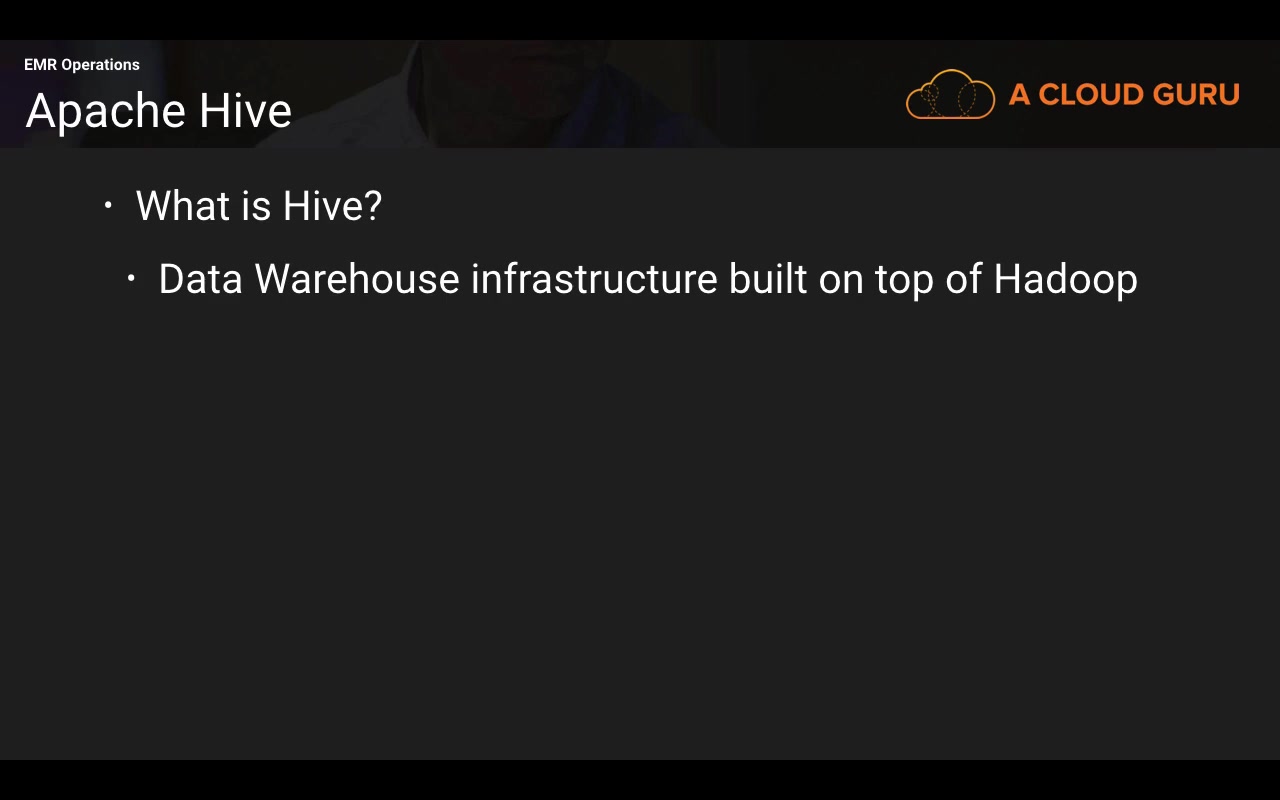 EMR Operations
Apache Hive
A CLOUD GURU
• What is Hive?
• Data Warehouse infrastructure built on top of Hadoop